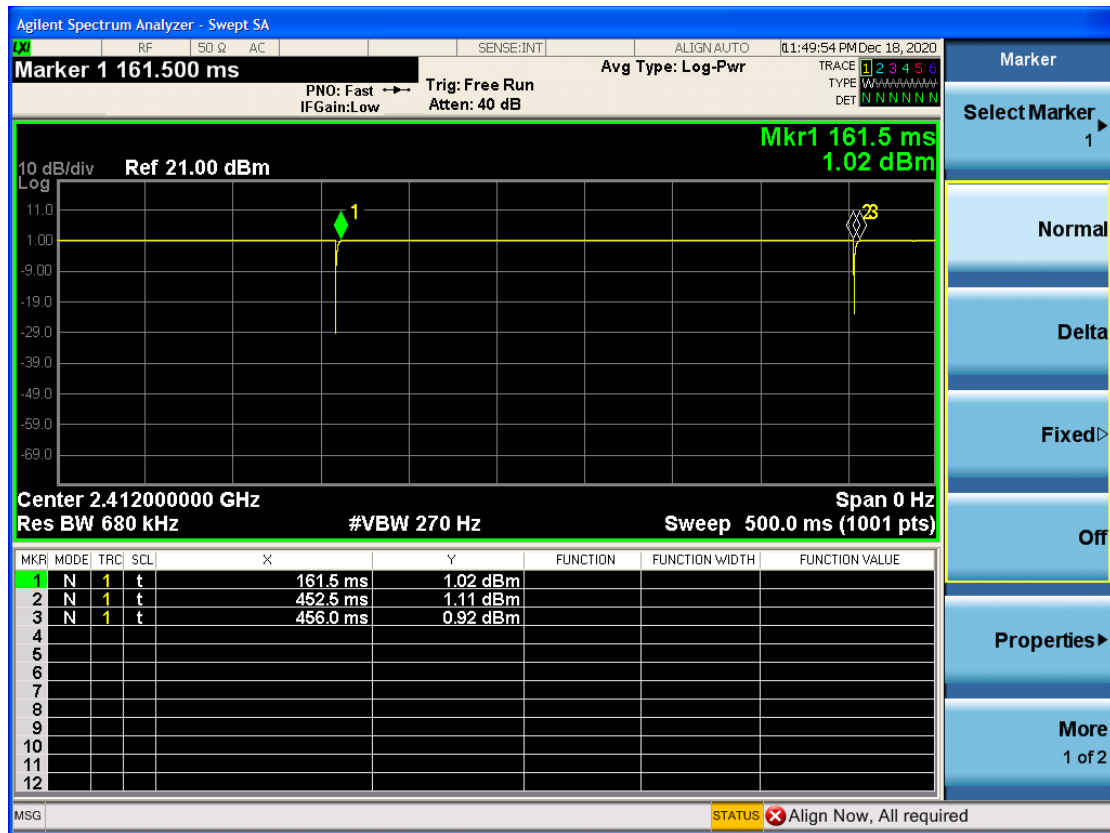 Agilent Spectrum Analyzer - Swept SA
LXI RF 50 Ω AC SENSE:INT ALIGN AUTO 11:49:54 PM Dec 18, 2020
Marker 1 161.500 ms
PNO: Fast
IFGain:Low
Trig: Free Run
Atten: 40 dB
Avg Type: Log-Pwr
TRACE 1 2 3 4 5 6
TYPE WWWWWW
DET N N N N N N
Mkr1 161.5 ms
1.02 dBm
10 dB/div Ref 21.00 dBm
Log
11.0
1.00
-9.00
-19.0
-29.0
-39.0
-49.0
-59.0
-69.0
1
2
3
Center 2.412000000 GHz Span 0 Hz
Res BW 680 kHz #VBW 270 Hz Sweep 500.0 ms (1001 pts)
MKR MODE TRC SCL X Y FUNCTION FUNCTION WIDTH FUNCTION VALUE
1 N 1 t 161.5 ms 1.02 dBm
2 N 1 t 452.5 ms 1.11 dBm
3 N 1 t 456.0 ms 0.92 dBm
4
5
6
7
8
9
10
11
12
MSG STATUS Align Now, All required
Marker
Select Marker
1
Normal
Delta
Fixed
Off
Properties
More
1 of 2